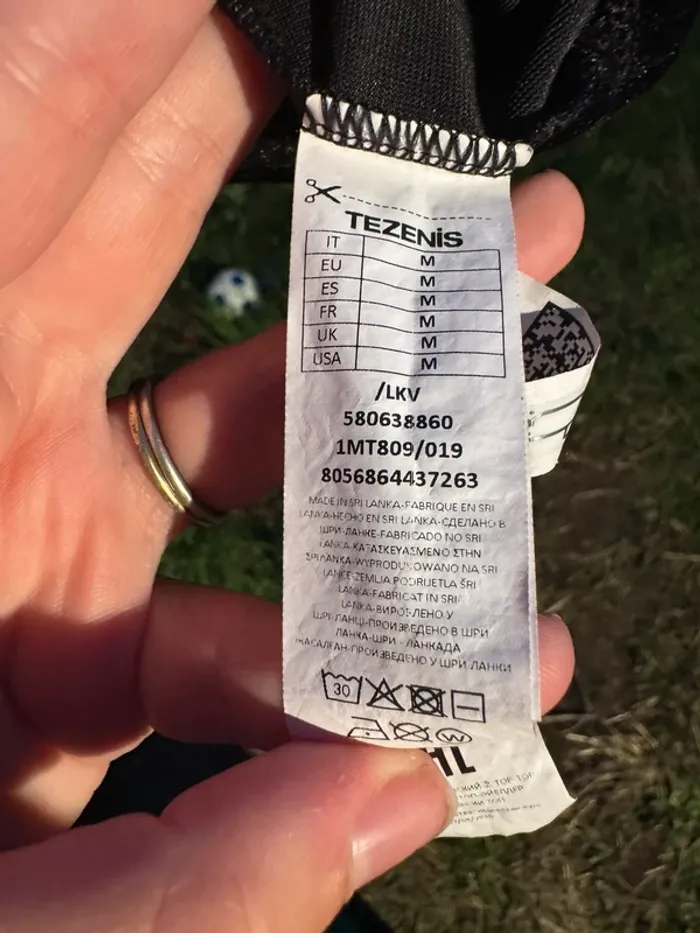 TEZENIS
IT M
EU M
ES M
FR M
UK M
USA M
/LKV
580638860
1MT809/019
8056864437263
MADE IN SRI LANKA-FABRIQUE EN SRI
LANKA-HECHO EN SRI LANKA-СДЕЛАНО В
ШРИ-ЛАНКЕ-FABRICADO NO SRI
LANKA-ΚΑΤΑΣΚΕΥΑΣΜΕΝΟ ΣΤΗΝ
ΣΡΙ ΛΑΝΚΑ-WYPRODUKOWANO NA SRI
LANCE-ZEMLJA PODRIJETLA ŠRI
LANKA-FABRICAT IN SRI
LANKA-ВИРОБЛЕНО У
ШРІ ЛАНЦІ-ПРОИЗВЕДЕНО В ШРИ
ЛАНКА-ШРИ - ЛАНКАДА
ЖАСАЛҒАН-ПРОИЗВЕДЕНО У ШРИ ЛАНКИ
30
W